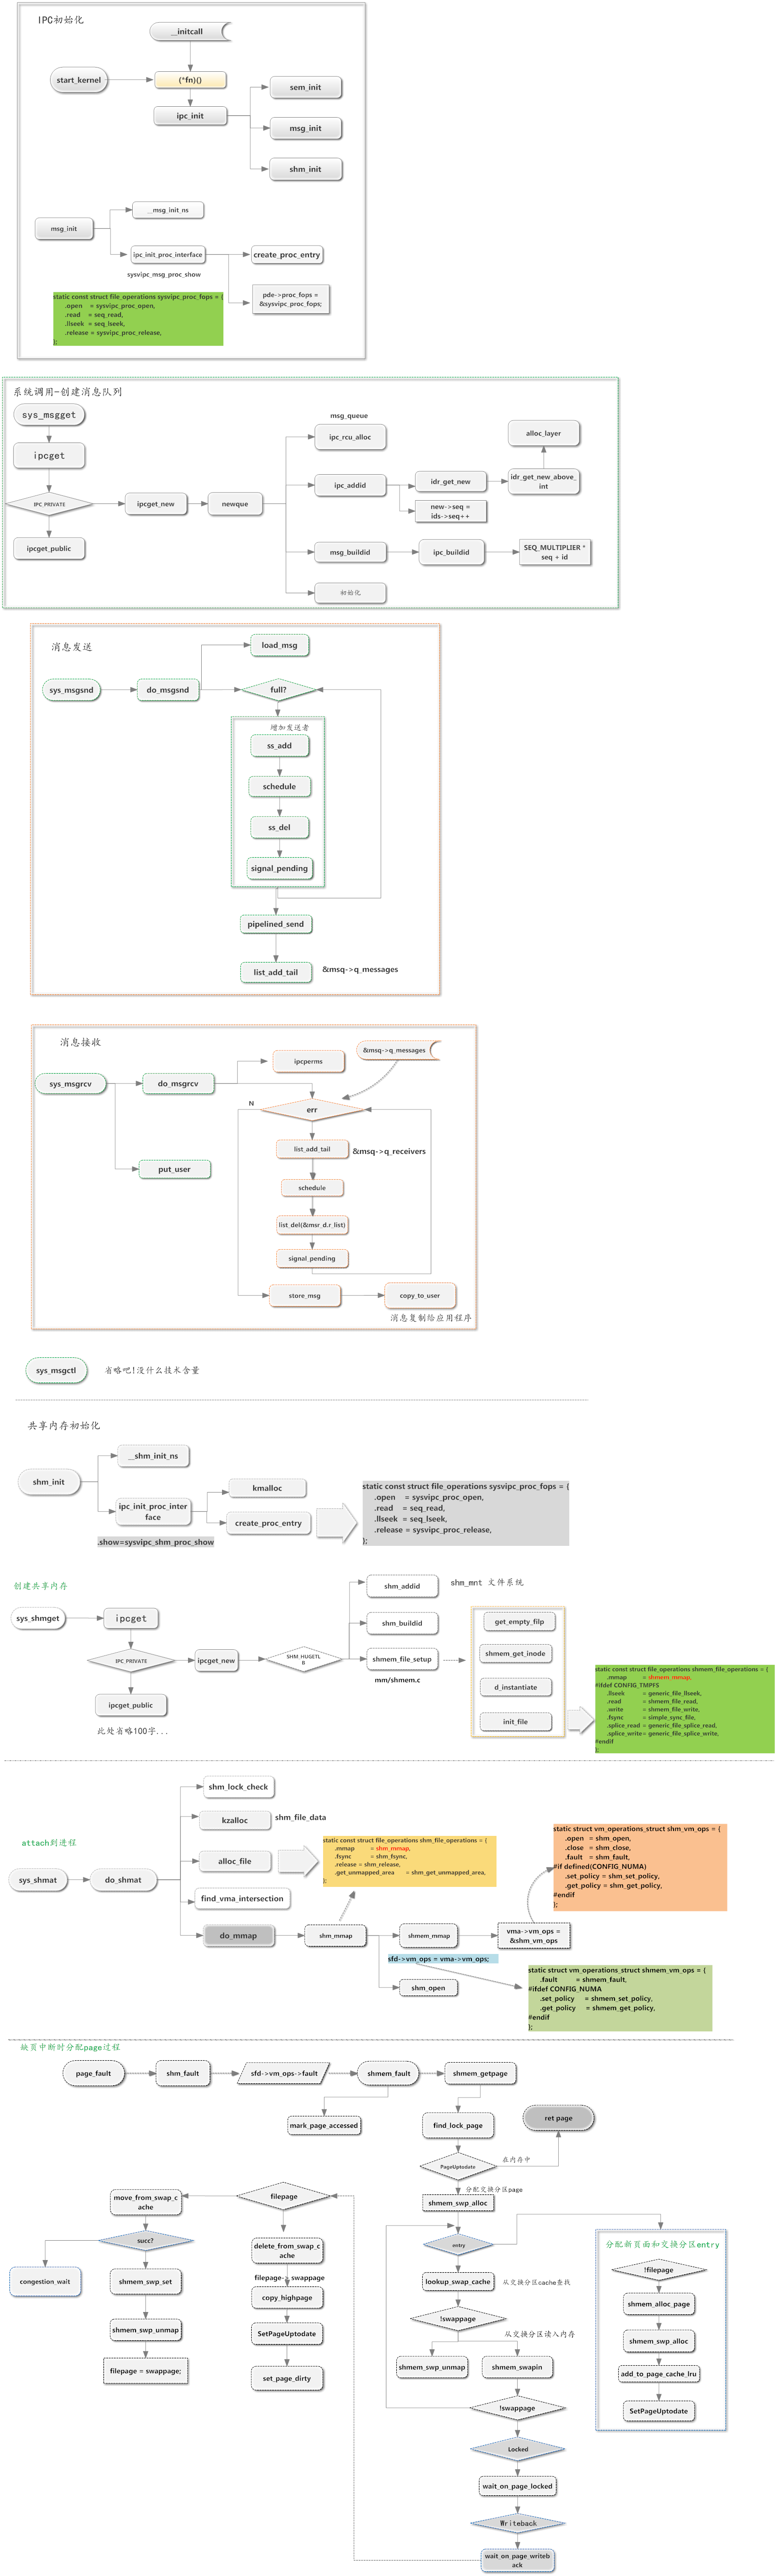 IPC初始化
__initcall
start_kernel
(*fn)()
sem_init
ipc_init
msg_init
shm_init
__msg_init_ns
msg_init
ipc_init_proc_interface
create_proc_entry
sysvipc_msg_proc_show
pde->proc_fops =
&sysvipc_proc_fops;
static const struct file_operations sysvipc_proc_fops = {
.open = sysvipc_proc_open,
.read = seq_read,
.llseek = seq_lseek,
.release = sysvipc_proc_release,
};
系统调用-创建消息队列
sys_msgget
msg_queue
ipc_rcu_alloc
alloc_layer
ipcget
ipc_addid
idr_get_new
idr_get_new_above_
int
IPC_PRIVATE
ipcget_new
newque
new->seq =
ids->seq++
ipcget_public
msg_buildid
ipc_buildid
SEQ_MULTIPLIER *
seq + id
初始化
消息发送
load_msg
sys_msgsnd
do_msgsnd
full?
增加发送者
ss_add
schedule
ss_del
signal_pending
pipelined_send
list_add_tail
&msq->q_messages
消息接收
&msq->q_messages
ipcperms
sys_msgrcv
do_msgrcv
N
err
list_add_tail
&msq->q_receivers
put_user
schedule
list_del(&msr_d.r_list)
signal_pending
store_msg
copy_to_user
消息复制给应用程序
sys_msgctl
省略吧!没什么技术含量
共享内存初始化
__shm_init_ns
shm_init
kmalloc
ipc_init_proc_inter
face
create_proc_entry
.show=sysvipc_shm_proc_show
static const struct file_operations sysvipc_proc_fops = {
.open = sysvipc_proc_open,
.read = seq_read,
.llseek = seq_lseek,
.release = sysvipc_proc_release,
};
创建共享内存
shm_addid
shm_mnt 文件系统
sys_shmget
ipcget
shm_buildid
get_empty_filp
IPC_PRIVATE
ipcget_new
SHM_HUGETL
B
shmem_file_setup
shmem_get_inode
mm/shmem.c
d_instantiate
ipcget_public
init_file
此处省略100字...
static const struct file_operations shmem_file_operations = {
.mmap = shmem_mmap,
#ifdef CONFIG_TMPFS
.llseek = generic_file_llseek,
.read = shmem_file_read,
.write = shmem_file_write,
.fsync = simple_sync_file,
.splice_read = generic_file_splice_read,
.splice_write= generic_file_splice_write,
#endif
};
shm_lock_check
kzalloc
shm_file_data
attach到进程
alloc_file
static const struct file_operations shm_file_operations = {
.mmap = shm_mmap,
.fsync = shm_fsync,
.release = shm_release,
.get_unmapped_area = shm_get_unmapped_area,
};
static struct vm_operations_struct shm_vm_ops = {
.open = shm_open,
.close = shm_close,
.fault = shm_fault,
#if defined(CONFIG_NUMA)
.set_policy = shm_set_policy,
.get_policy = shm_get_policy,
#endif
};
sys_shmat
do_shmat
find_vma_intersection
do_mmap
shm_mmap
shmem_mmap
vma->vm_ops =
&shm_vm_ops
sfd->vm_ops = vma->vm_ops;
shm_open
static struct vm_operations_struct shmem_vm_ops = {
.fault = shmem_fault,
#ifdef CONFIG_NUMA
.set_policy = shmem_set_policy,
.get_policy = shmem_get_policy,
#endif
};
缺页中断时分配page过程
page_fault
shm_fault
sfd->vm_ops->fault
shmem_fault
shmem_getpage
mark_page_accessed
find_lock_page
ret page
在内存中
PageUptodate
分配交换分区page
move_from_swap_c
ache
filepage
shmem_swp_alloc
succ?
delete_from_swap_c
ache
entry
分配新页面和交换分区entry
!filepage
congestion_wait
shmem_swp_set
filepage-> swappage
lookup_swap_cache
从交换分区cache查找
copy_highpage
shmem_alloc_page
!swappage
shmem_swp_unmap
SetPageUptodate
从交换分区读入内存
shmem_swp_alloc
filepage = swappage;
set_page_dirty
shmem_swp_unmap
shmem_swapin
add_to_page_cache_lru
!swappage
SetPageUptodate
Locked
wait_on_page_locked
Writeback
wait_on_page_writeb
ack